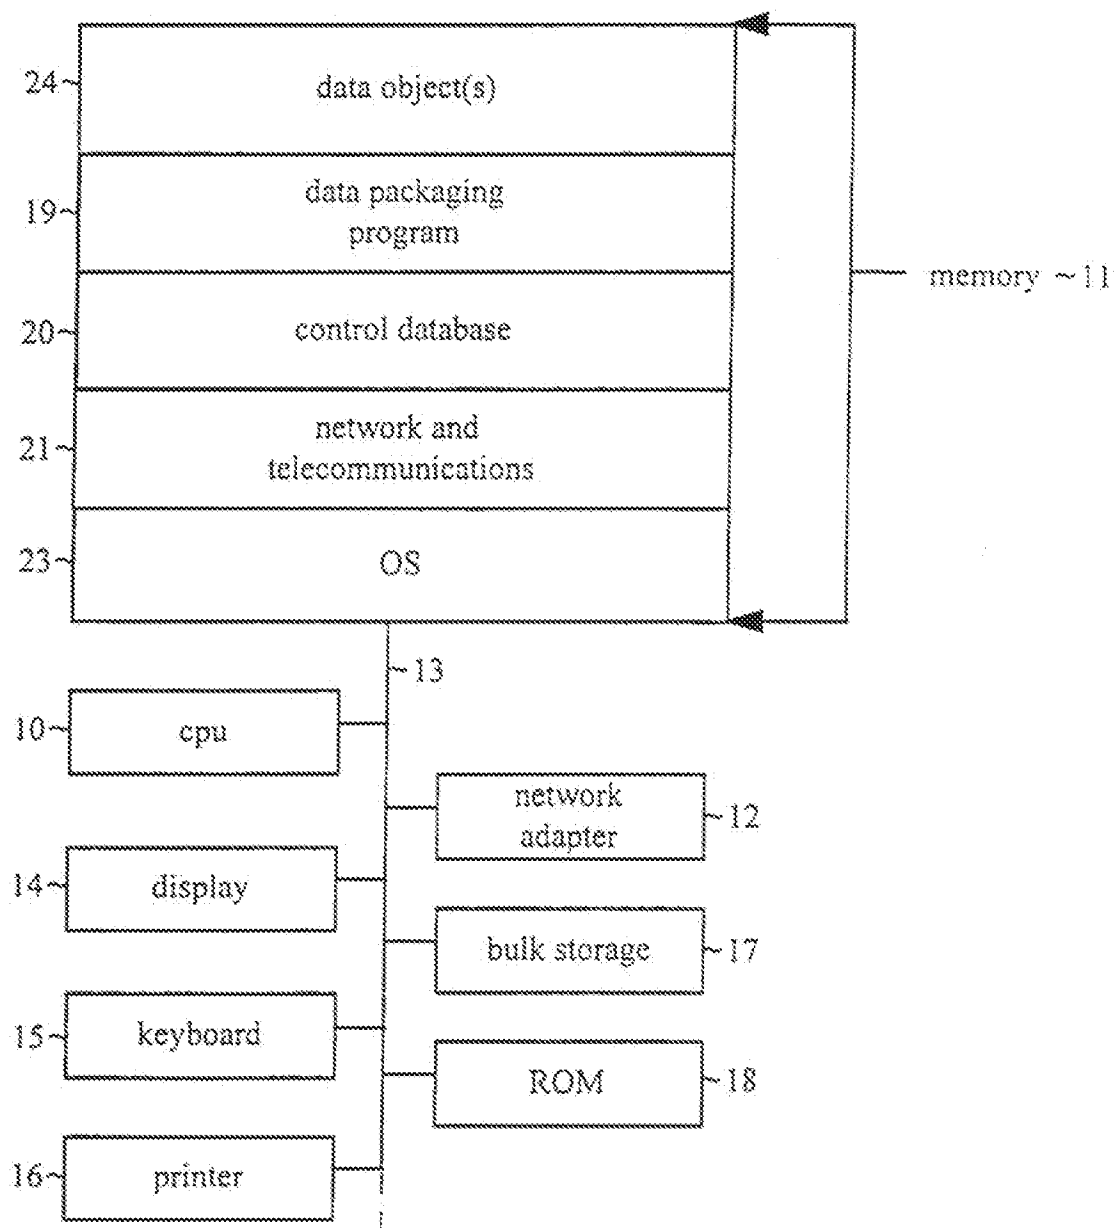 24~ data object(s)
19~ data packaging
program
memory ~11
20~ control database
21~ network and
telecommunications
23~ OS
~13
10~ cpu
network
adapter ~12
14~ display
bulk storage ~17
15~ keyboard
ROM ~18
16~ printer